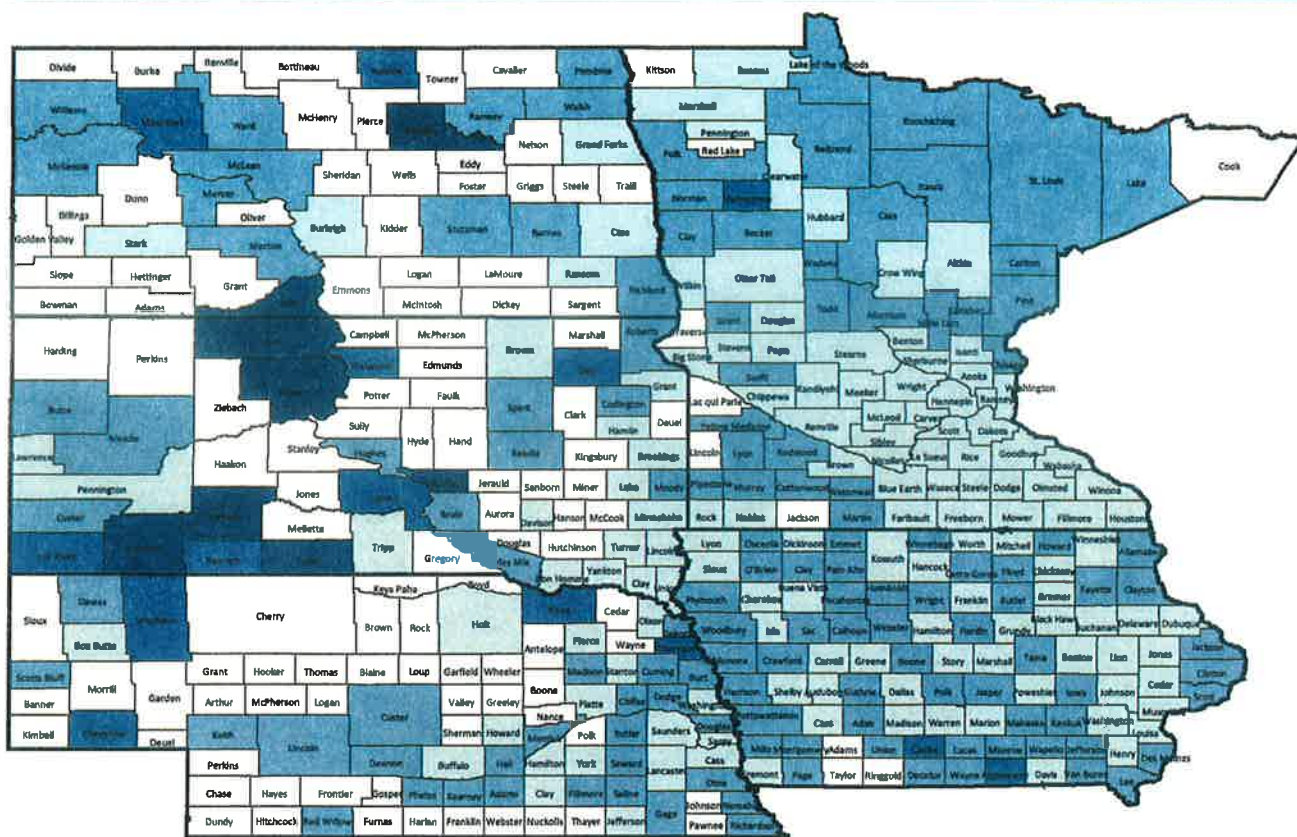 Divide
Burke
Renville
Bottineau
Towner
Cavalier
Pembina
Kittson
Roseau
Lake of the Woods
Williams
Ward
McHenry
Pierce
Ramsey
Walsh
Marshall
Koochiching
Pennington
Polk
Red Lake
Cook
Nelson
Grand Forks
Beltrami
Clearwater
McKenzie
McLean
Sheridan
Wells
Eddy
Foster
Griggs
Steele
Traill
Norman
Itasca
St. Louis
Lake
Dunn
Mercer
Billings
Oliver
Golden Valley
Stark
Burleigh
Kidder
Stutsman
Barnes
Cass
Clay
Becker
Hubbard
Cass
Morton
Wadena
Crow Wing
Aitkin
Carlton
Slope
Hettinger
Grant
Emmons
Logan
LaMoure
Ransom
Richland
Otter Tail
Bowman
Adams
McIntosh
Dickey
Sargent
Todd
Morrison
Pine
Harding
Perkins
Campbell
McPherson
Brown
Marshall
Roberts
Traverse
Grant
Douglas
Edmunds
Big Stone
Stevens
Pope
Stearns
Benton
Isanti
Sherburne
Ziebach
Potter
Faulk
Grant
Swift
Anoka
Washington
Butte
Spink
Clark
Codington
Lac qui Parle
Chippewa
Kandiyohi
Meeker
Wright
Hennepin
Ramsey
Meade
Sully
Hyde
Hand
Hamlin
Deuel
Yellow Medicine
Renville
McLeod
Carver
Scott
Dakota
Lawrence
Haakon
Stanley
Hughes
Beadle
Kingsbury
Brookings
Lincoln
Lyon
Redwood
Sibley
Nicollet
Le Sueur
Rice
Goodhue
Wabasha
Brown
Pennington
Jones
Jerauld
Sanborn
Miner
Lake
Moody
Pipestone
Murray
Cottonwood
Watonwan
Blue Earth
Waseca
Steele
Dodge
Olmsted
Winona
Custer
Mellette
Brule
Aurora
Davison
Hanson
McCook
Minnehaha
Rock
Nobles
Jackson
Martin
Faribault
Freeborn
Mower
Fillmore
Houston
Tripp
Gregory
Douglas
Hutchinson
Turner
Lincoln
Lyon
Osceola
Dickinson
Emmet
Winnebago
Worth
Mitchell
Howard
Winneshiek
Allamakee
Bon Homme
Yankton
Clay
Sioux
O'Brien
Clay
Palo Alto
Kossuth
Hancock
Cerro Gordo
Floyd
Chickasaw
Keya Paha
Boyd
Sioux
Dawes
Cherry
Brown
Rock
Holt
Knox
Cedar
Dixon
Plymouth
Cherokee
Buena Vista
Pocahontas
Humboldt
Wright
Franklin
Butler
Bremer
Fayette
Clayton
Box Butte
Antelope
Pierce
Wayne
Woodbury
Ida
Sac
Calhoun
Webster
Hamilton
Hardin
Grundy
Black Hawk
Buchanan
Delaware
Dubuque
Scotts Bluff
Morrill
Garden
Grant
Hooker
Thomas
Blaine
Loup
Garfield
Wheeler
Madison
Stanton
Cuming
Burt
Monona
Crawford
Carroll
Greene
Boone
Story
Marshall
Tama
Benton
Linn
Jones
Jackson
Banner
Arthur
McPherson
Logan
Custer
Valley
Greeley
Boone
Platte
Colfax
Dodge
Washington
Harrison
Shelby
Audubon
Guthrie
Dallas
Polk
Jasper
Poweshiek
Iowa
Johnson
Cedar
Clinton
Scott
Kimball
Cheyenne
Deuel
Nance
Sherman
Howard
Polk
Butler
Saunders
Douglas
Sarpy
Pottawattamie
Cass
Adair
Madison
Warren
Marion
Mahaska
Keokuk
Washington
Louisa
Keith
Lincoln
Perkins
Dawson
Buffalo
Hall
Hamilton
York
Seward
Lancaster
Cass
Otoe
Mills
Montgomery
Adams
Union
Clarke
Lucas
Monroe
Wapello
Jefferson
Henry
Des Moines
Chase
Hayes
Frontier
Gosper
Phelps
Kearney
Adams
Clay
Fillmore
Saline
Gage
Johnson
Nemaha
Fremont
Page
Taylor
Ringgold
Decatur
Wayne
Davis
Van Buren
Lee
Dundy
Hitchcock
Red Willow
Furnas
Harlan
Franklin
Webster
Nuckolls
Thayer
Jefferson
Pawnee
Richardson